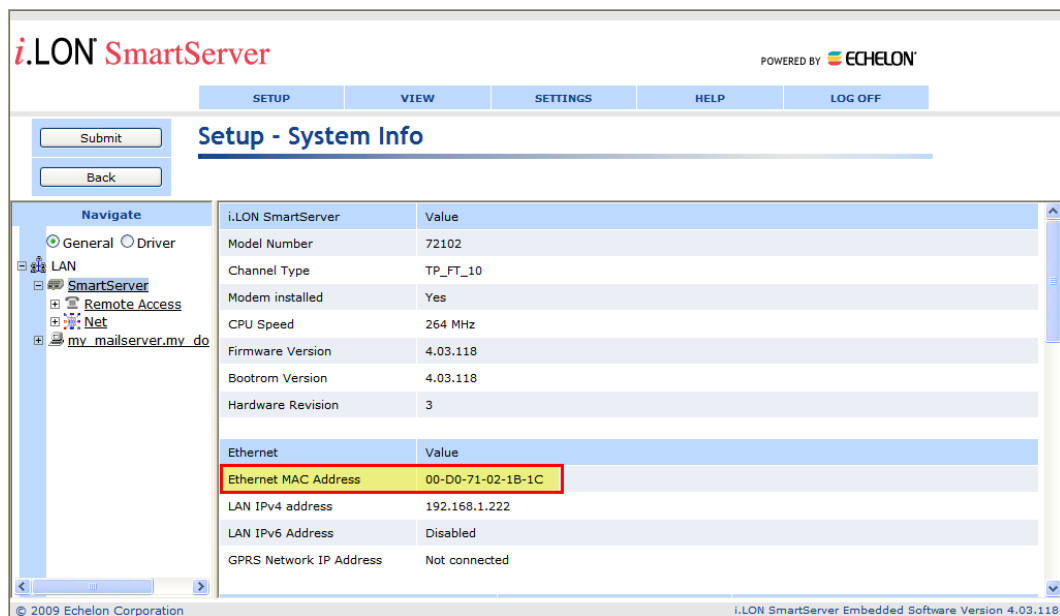 i.LON SmartServer
POWERED BY ECHELON
SETUP VIEW SETTINGS HELP LOG OFF
Submit
Setup - System Info
Back
Navigate
General Driver
LAN
SmartServer
Remote Access
Net
my_mailserver.my_do
i.LON SmartServer Value
Model Number 72102
Channel Type TP_FT_10
Modem installed Yes
CPU Speed 264 MHz
Firmware Version 4.03.118
Bootrom Version 4.03.118
Hardware Revision 3
Ethernet Value
Ethernet MAC Address 00-D0-71-02-1B-1C
LAN IPv4 address 192.168.1.222
LAN IPv6 Address Disabled
GPRS Network IP Address Not connected
© 2009 Echelon Corporation i.LON SmartServer Embedded Software Version 4.03.118